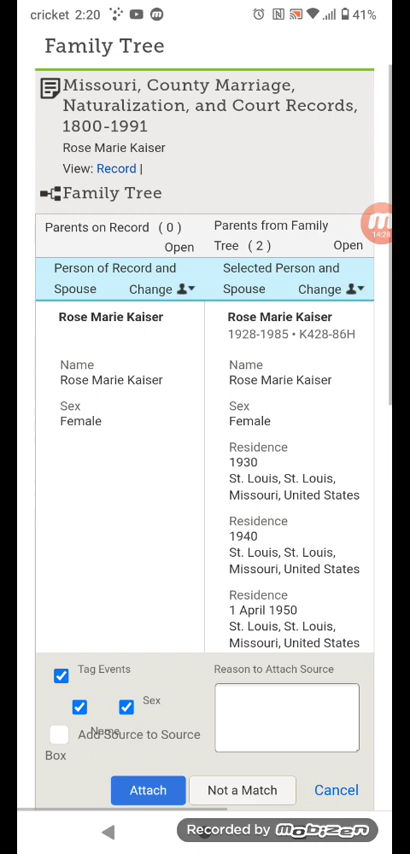 cricket 2:20
41%
Family Tree
Missouri, County Marriage,
Naturalization, and Court Records,
1800-1991
Rose Marie Kaiser
View: Record |
Family Tree
Parents on Record ( 0 )
Open
Parents from Family
Tree ( 2 )
Open
Person of Record and
Spouse
Change
Selected Person and
Spouse
Change
14:28
Rose Marie Kaiser
Name
Rose Marie Kaiser
Sex
Female
Rose Marie Kaiser
1928-1985 • K428-86H
Name
Rose Marie Kaiser
Sex
Female
Residence
1930
St. Louis, St. Louis,
Missouri, United States
Residence
1940
St. Louis, St. Louis,
Missouri, United States
Residence
1 April 1950
St. Louis, St. Louis,
Missouri, United States
Tag Events
Sex
Name
Add Source to Source
Box
Reason to Attach Source
Attach
Not a Match
Cancel
Recorded by mobizen